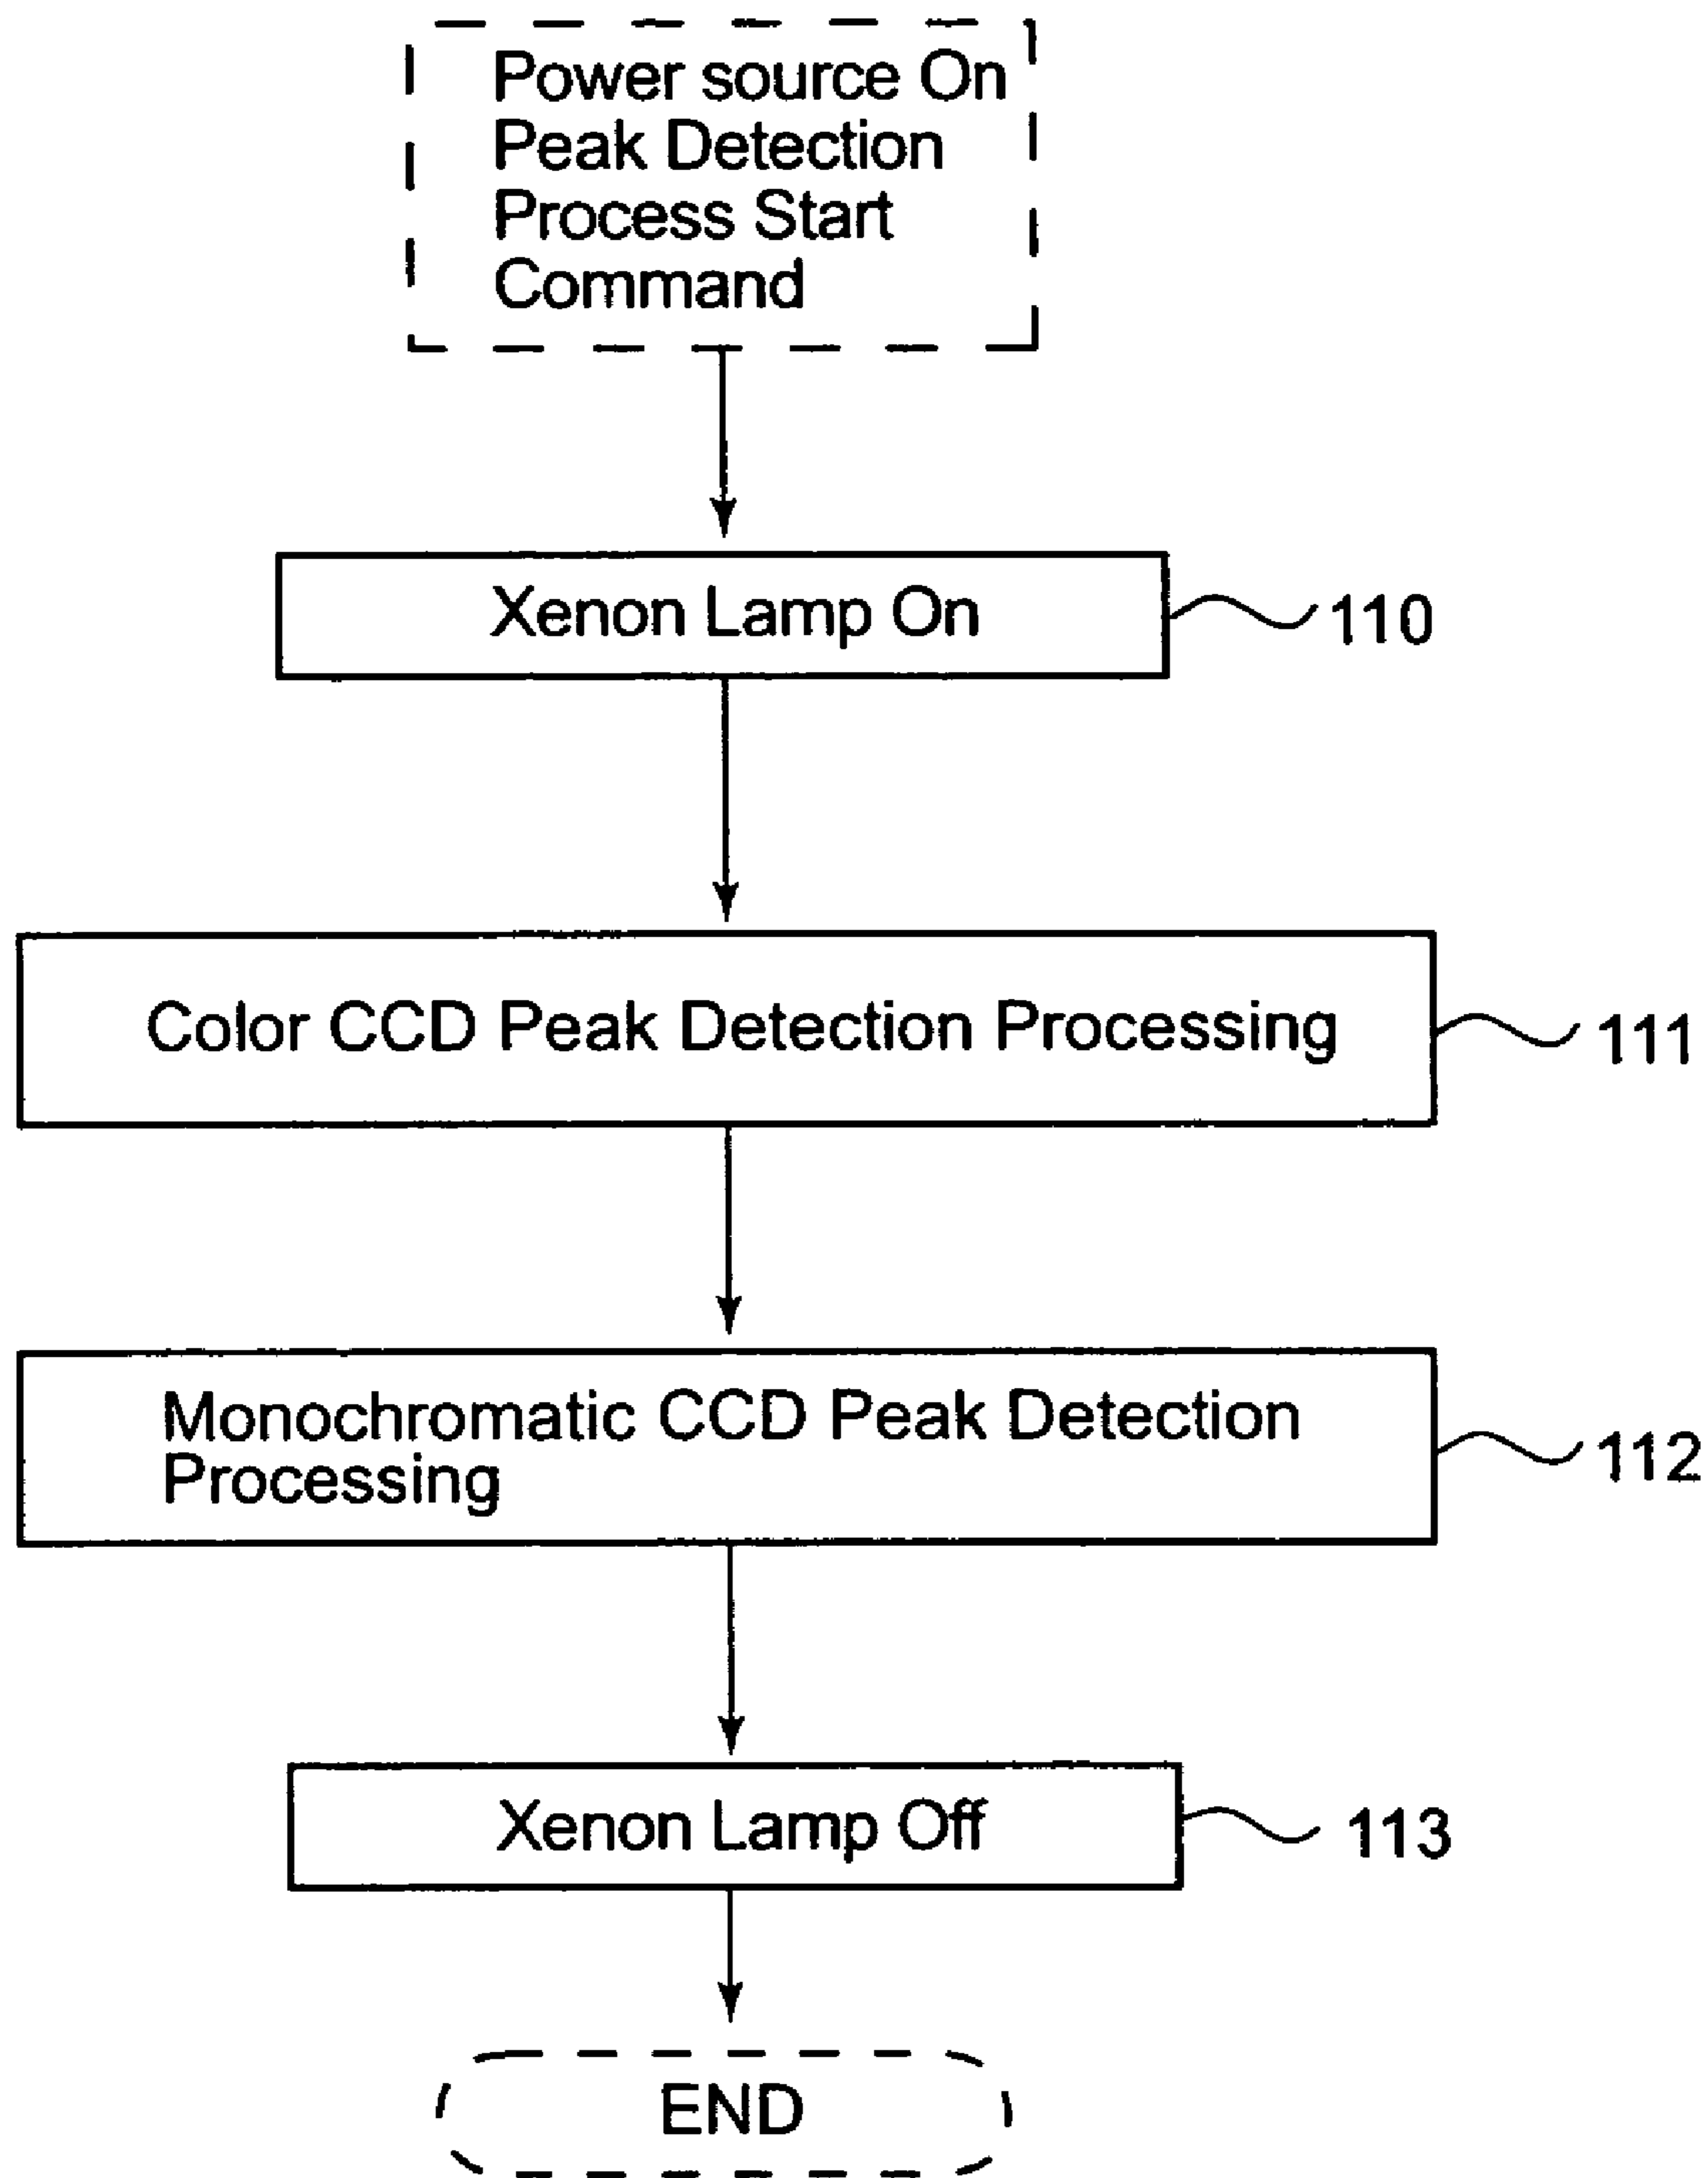 Power source On
Peak Detection
Process Start
Command
Xenon Lamp On
110
Color CCD Peak Detection Processing
111
Monochromatic CCD Peak Detection
Processing
112
Xenon Lamp Off
113
END